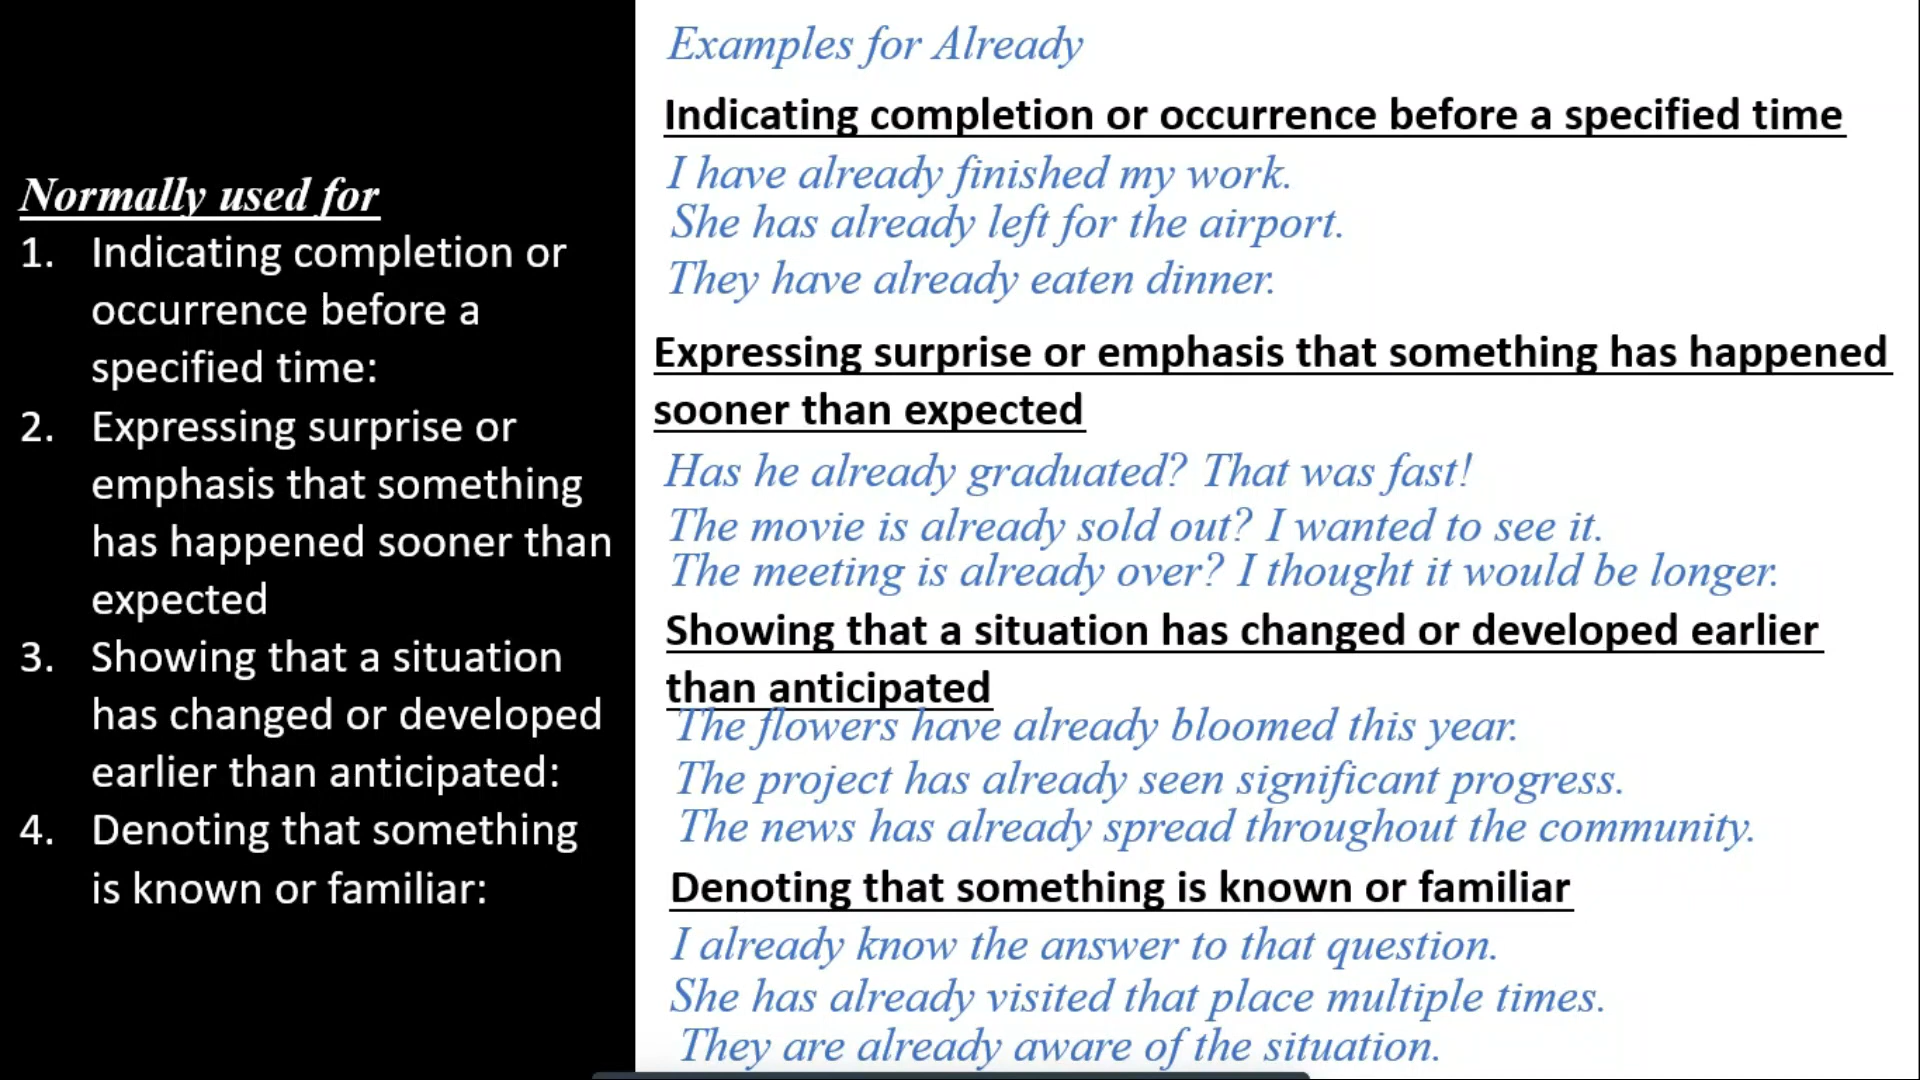 Normally used for
1. Indicating completion or
occurrence before a
specified time:
2. Expressing surprise or
emphasis that something
has happened sooner than
expected
3. Showing that a situation
has changed or developed
earlier than anticipated:
4. Denoting that something
is known or familiar:
Examples for Already
Indicating completion or occurrence before a specified time
I have already finished my work.
She has already left for the airport.
They have already eaten dinner.
Expressing surprise or emphasis that something has happened
sooner than expected
Has he already graduated? That was fast!
The movie is already sold out? I wanted to see it.
The meeting is already over? I thought it would be longer.
Showing that a situation has changed or developed earlier
than anticipated
The flowers have already bloomed this year.
The project has already seen significant progress.
The news has already spread throughout the community.
Denoting that something is known or familiar
I already know the answer to that question.
She has already visited that place multiple times.
They are already aware of the situation.